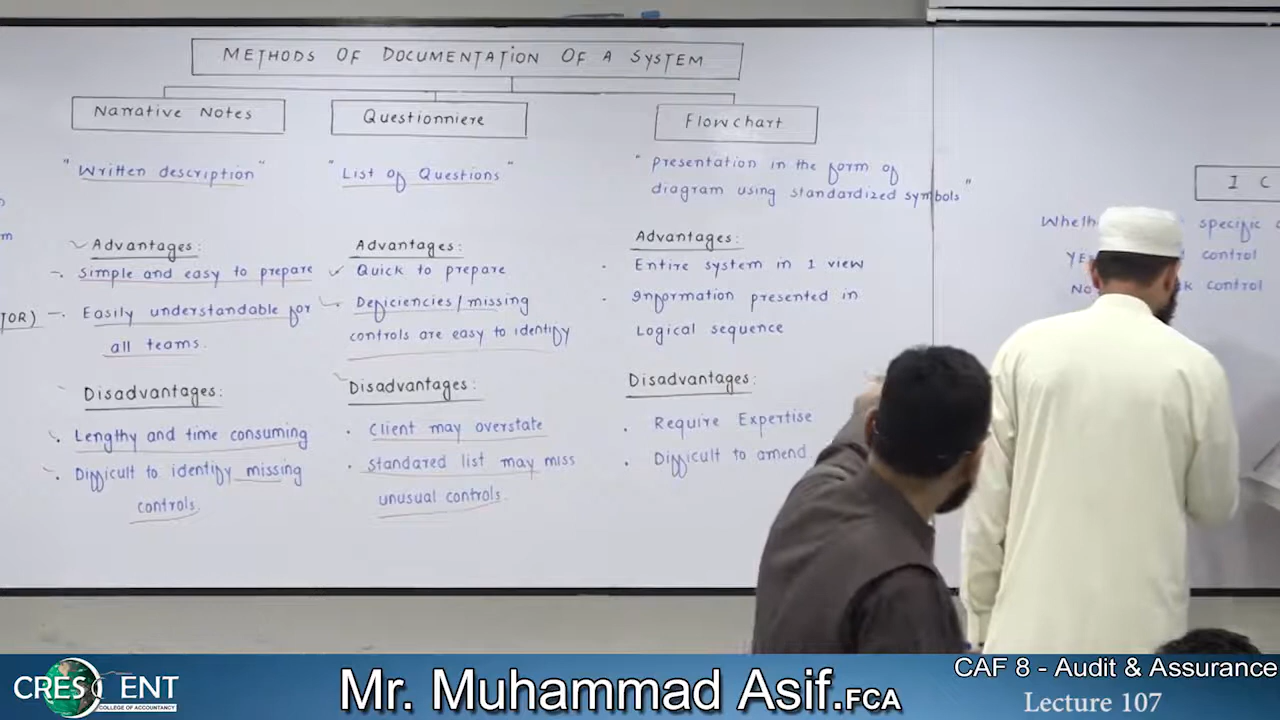 METHODS OF DOCUMENTATION OF A SYSTEM
Narrative Notes
"Written description"
Advantages:
Simple and easy to prepare
Easily understandable for
all teams.
Disadvantages:
Lengthy and time consuming
Difficult to identify missing
controls.
Questionniere
"List of Questions"
Advantages:
Quick to prepare
Deficiencies/missing
controls are easy to identify
Disadvantages:
Client may overstate
standared list may miss
unusual controls.
Flowchart
"presentation in the form of
diagram using standardized symbols"
Advantages:
Entire system in 1 view
Information presented in
Logical sequence
Disadvantages:
Require Expertise
Difficult to amend.
TOR)
I C
specific
control
control
CRESCENT
COLLEGE OF ACCOUNTANCY
Mr. Muhammad Asif.FCA
CAF 8 - Audit & Assurance
Lecture 107